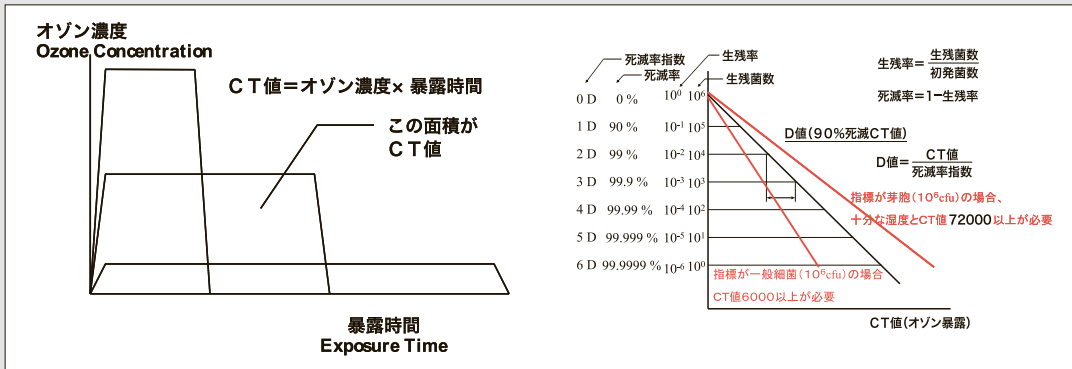 オゾン濃度
Ozone Concentration
CT値=オゾン濃度× 暴露時間
この面積が
CT値
暴露時間
Exposure Time
死滅率指数
死滅率
生残率
生残菌数
0 D 0 % 10⁰ 10⁶
1 D 90 % 10⁻¹ 10⁵
2 D 99 % 10⁻² 10⁴
3 D 99.9 % 10⁻³ 10³
4 D 99.99 % 10⁻⁴ 10²
5 D 99.999 % 10⁻⁵ 10¹
6 D 99.9999 % 10⁻⁶ 10⁰
生残率=生残菌数
初発菌数
死滅率=1−生残率
D値(90%死滅CT値)
D値=CT値
死滅率指数
指標が芽胞(10⁶cfu)の場合、
十分な湿度とCT値72000以上が必要
指標が一般細菌(10⁶cfu)の場合
CT値6000以上が必要
CT値(オゾン暴露)